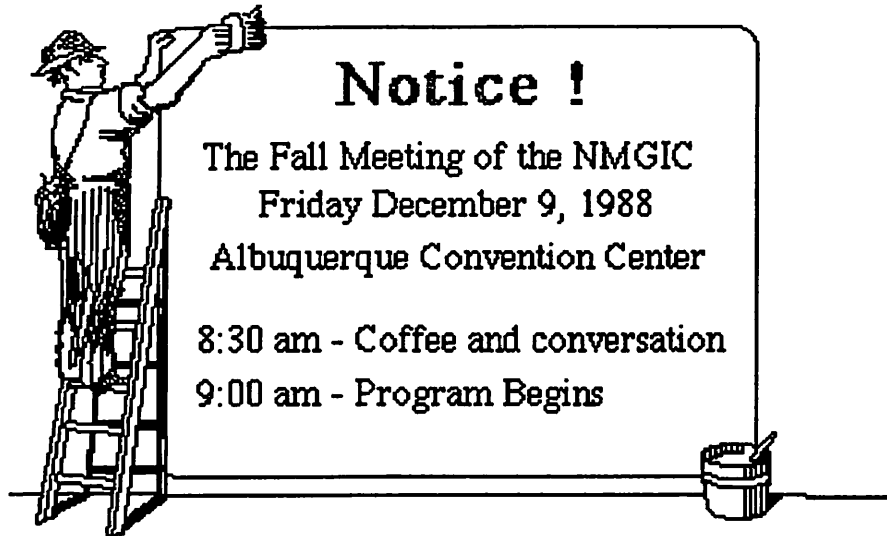 Notice !
The Fall Meeting of the NMGIC
Friday December 9, 1988
Albuquerque Convention Center
8:30 am - Coffee and conversation
9:00 am - Program Begins